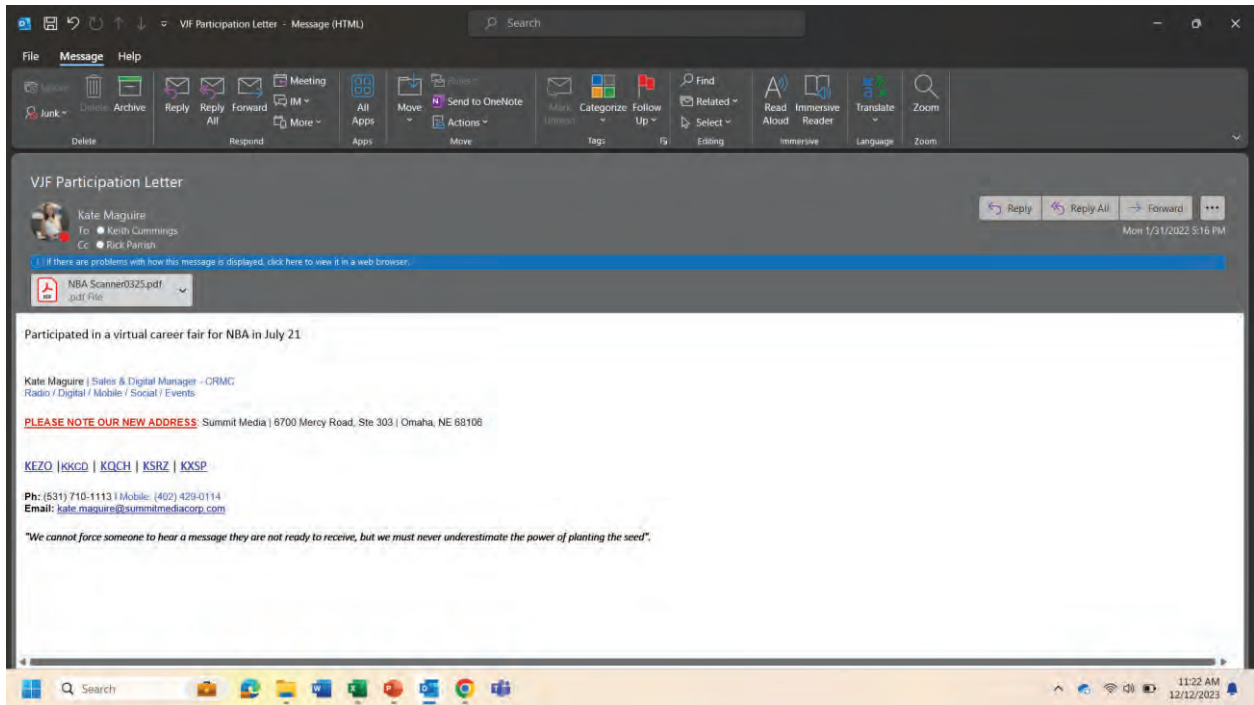 VJF Participation Letter - Message (HTML)
Search
File Message Help
Ignore
Junk
Delete
Archive
Reply
Reply All
Forward
Meeting
IM
More
All Apps
Move
Rules
Send to OneNote
Actions
Mark Unread
Categorize
Follow Up
Find
Related
Select
Read Aloud
Immersive Reader
Translate
Zoom
Delete
Respond
Apps
Move
Tags
Editing
Immersive
Language
Zoom
VJF Participation Letter
Kate Maguire
To Keith Cummings
Cc Rick Parrish
Reply
Reply All
Forward
Mon 1/31/2022 5:16 PM
If there are problems with how this message is displayed, click here to view it in a web browser.
NBA Scanner0325.pdf
.pdf File
Participated in a virtual career fair for NBA in July 21
Kate Maguire | Sales & Digital Manager - CRMC
Radio / Digital / Mobile / Social / Events
PLEASE NOTE OUR NEW ADDRESS: Summit Media | 6700 Mercy Road, Ste 303 | Omaha, NE 68106
KEZO |KKCD | KQCH | KSRZ | KXSP
Ph: (531) 710-1113 I Mobile: (402) 429-0114
Email: kate.maguire@summitmediacorp.com
"We cannot force someone to hear a message they are not ready to receive, but we must never underestimate the power of planting the seed".
Search
11:22 AM
12/12/2023